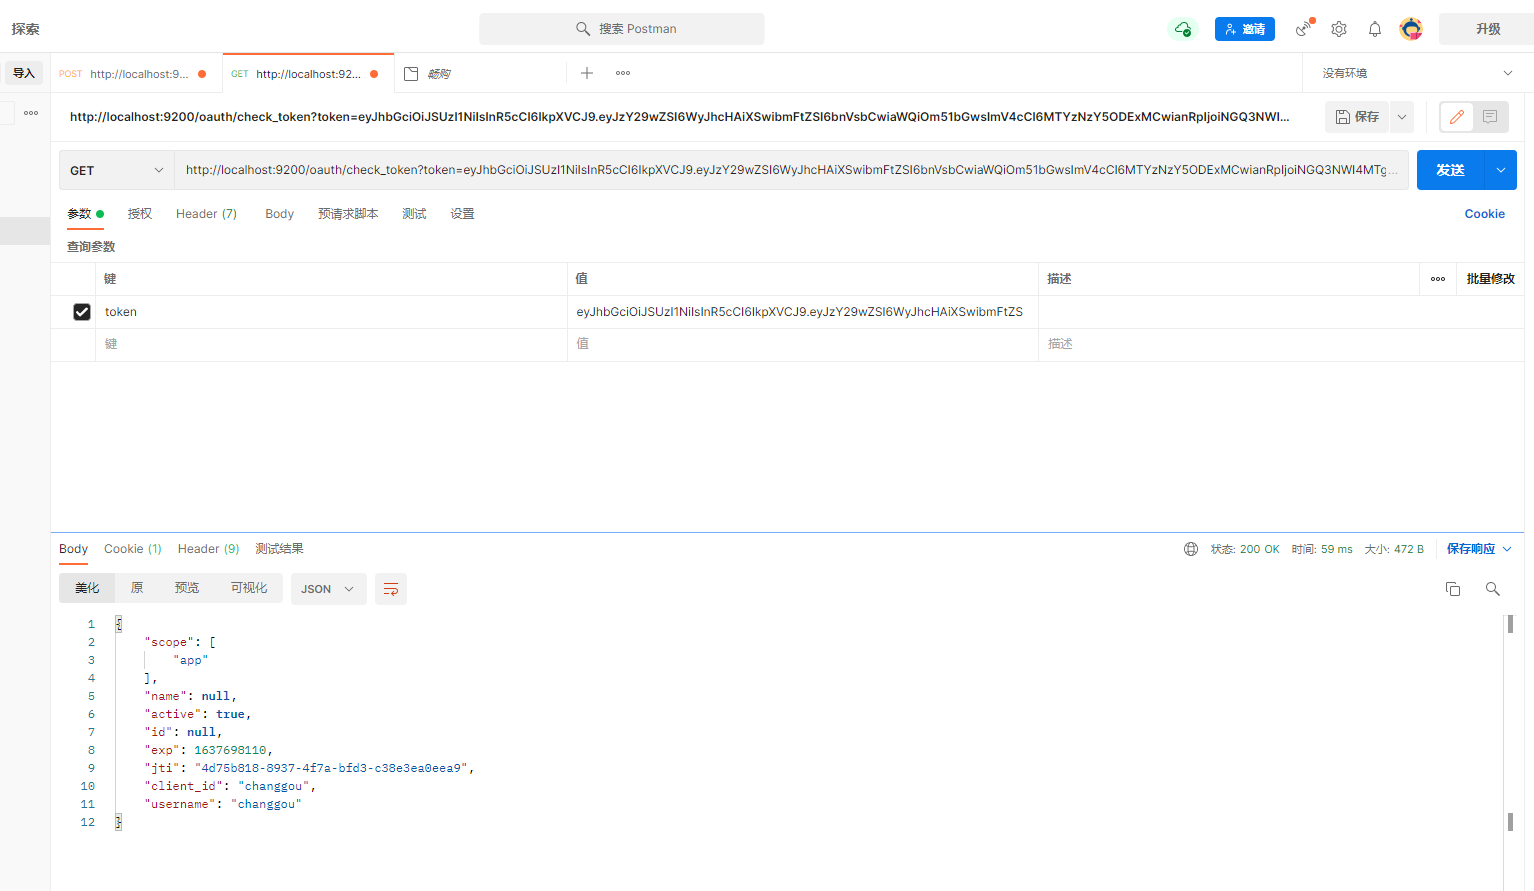 探索
搜索 Postman
邀请
升级
导入
POST http://localhost:9...
GET http://localhost:92...
畅购
没有环境
http://localhost:9200/oauth/check_token?token=eyJhbGciOiJSUzI1NiIsInR5cCI6IkpXVCJ9.eyJzY29wZSI6WyJhcHAiXSwibmFtZSI6bnVsbCwiaWQiOm51bGwsImV4cCI6MTYzNzY5ODExMCwianRpIjoiNGQ3NWI...
保存
GET
http://localhost:9200/oauth/check_token?token=eyJhbGciOiJSUzI1NiIsInR5cCI6IkpXVCJ9.eyJzY29wZSI6WyJhcHAiXSwibmFtZSI6bnVsbCwiaWQiOm51bGwsImV4cCI6MTYzNzY5ODExMCwianRpIjoiNGQ3NWI4MTg...
发送
参数 授权 Header (7) Body 预请求脚本 测试 设置
Cookie
查询参数
键 值 描述 批量修改
token eyJhbGciOiJSUzI1NiIsInR5cCI6IkpXVCJ9.eyJzY29wZSI6WyJhcHAiXSwibmFtZS
键 值 描述
Body Cookie (1) Header (9) 测试结果
状态: 200 OK 时间: 59 ms 大小: 472 B 保存响应
美化 原 预览 可视化 JSON
1 {
2 "scope": [
3 "app"
4 ],
5 "name": null,
6 "active": true,
7 "id": null,
8 "exp": 1637698110,
9 "jti": "4d75b818-8937-4f7a-bfd3-c38e3ea0eea9",
10 "client_id": "changgou",
11 "username": "changgou"
12 }